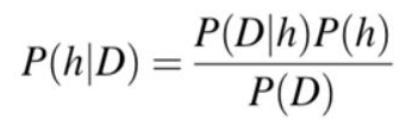 P(h|D) = P(D|h)P(h) / P(D)